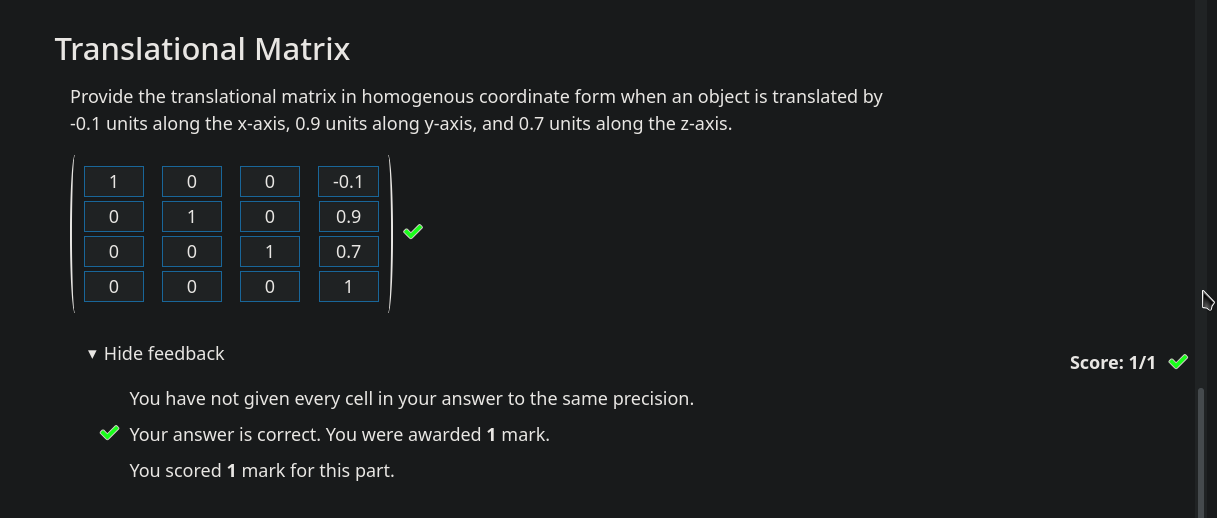 Translational Matrix
Provide the translational matrix in homogenous coordinate form when an object is translated by
-0.1 units along the x-axis, 0.9 units along y-axis, and 0.7 units along the z-axis.
1 0 0 -0.1
0 1 0 0.9
0 0 1 0.7
0 0 0 1
▼ Hide feedback
Score: 1/1
You have not given every cell in your answer to the same precision.
Your answer is correct. You were awarded 1 mark.
You scored 1 mark for this part.